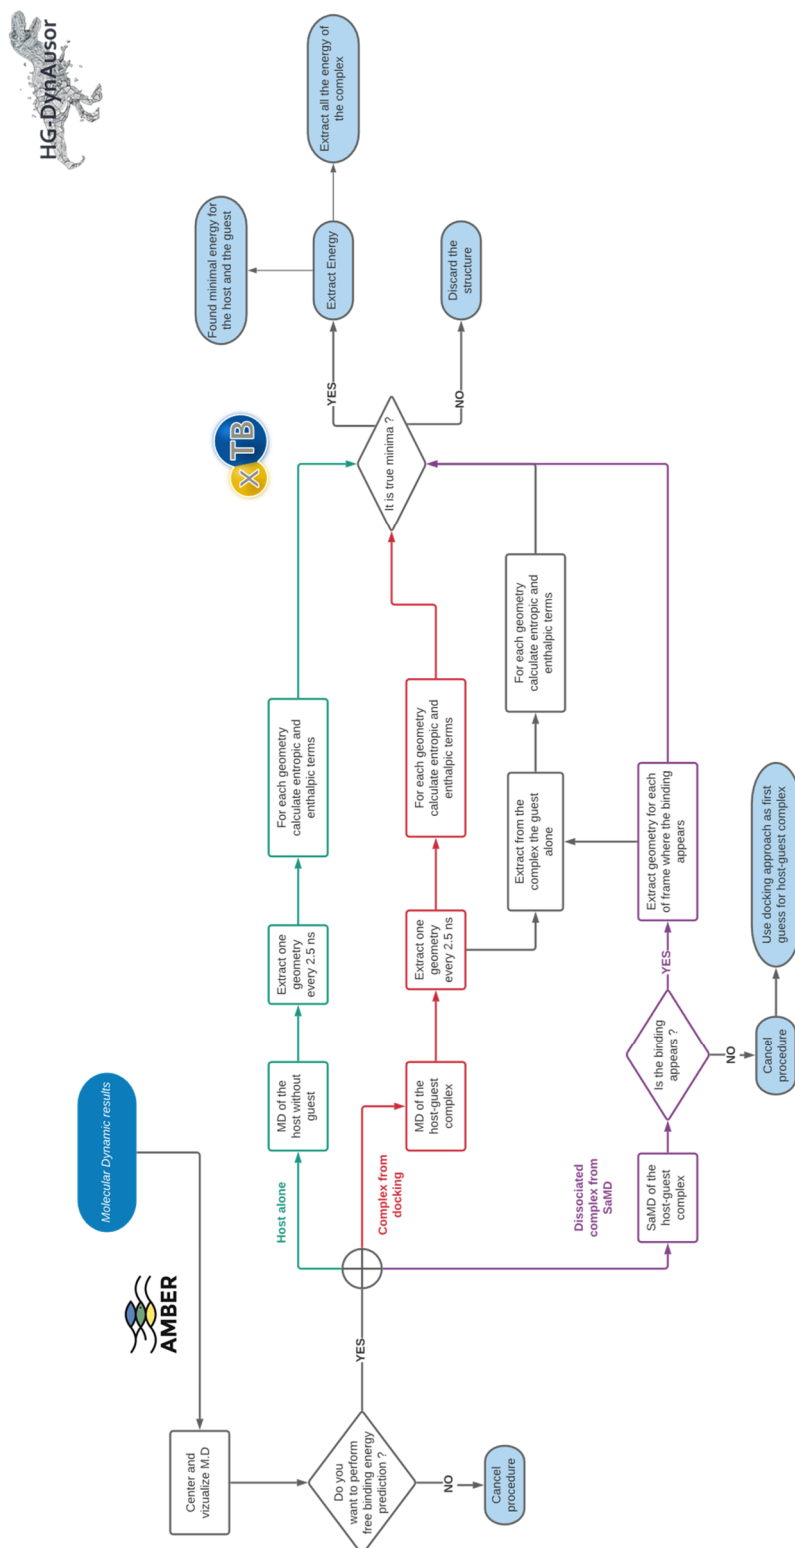 HG-DynAusor
Molecular Dynamic results
AMBER
Center and
vizualize M.D
Do you
want to perform
free binding energy
prediction ?
NO
Cancel
procedure
YES
Host alone
MD of the
host without
guest
Extract one
geometry
every 2.5 ns
For each geometry
calculate entropic and
enthalpic terms
Complex from
docking
MD of the
host-guest
complex
Extract one
geometry
every 2.5 ns
For each geometry
calculate entropic and
enthalpic terms
Extract from the
complex the guest
alone
For each geometry
calculate entropic and
enthalpic terms
Dissociated
complex from
SaMD
SaMD of the
host-guest
complex
Is the binding
appears ?
YES
Extract geometry for each
of frame where the binding
appears
NO
Cancel
procedure
Use docking approach as first
guess for host-guest complex
x TB
It is true minima ?
YES
Extract Energy
Found minimal energy for
the host and the guest
Extract all the energy of
the complex
NO
Discard the
structure